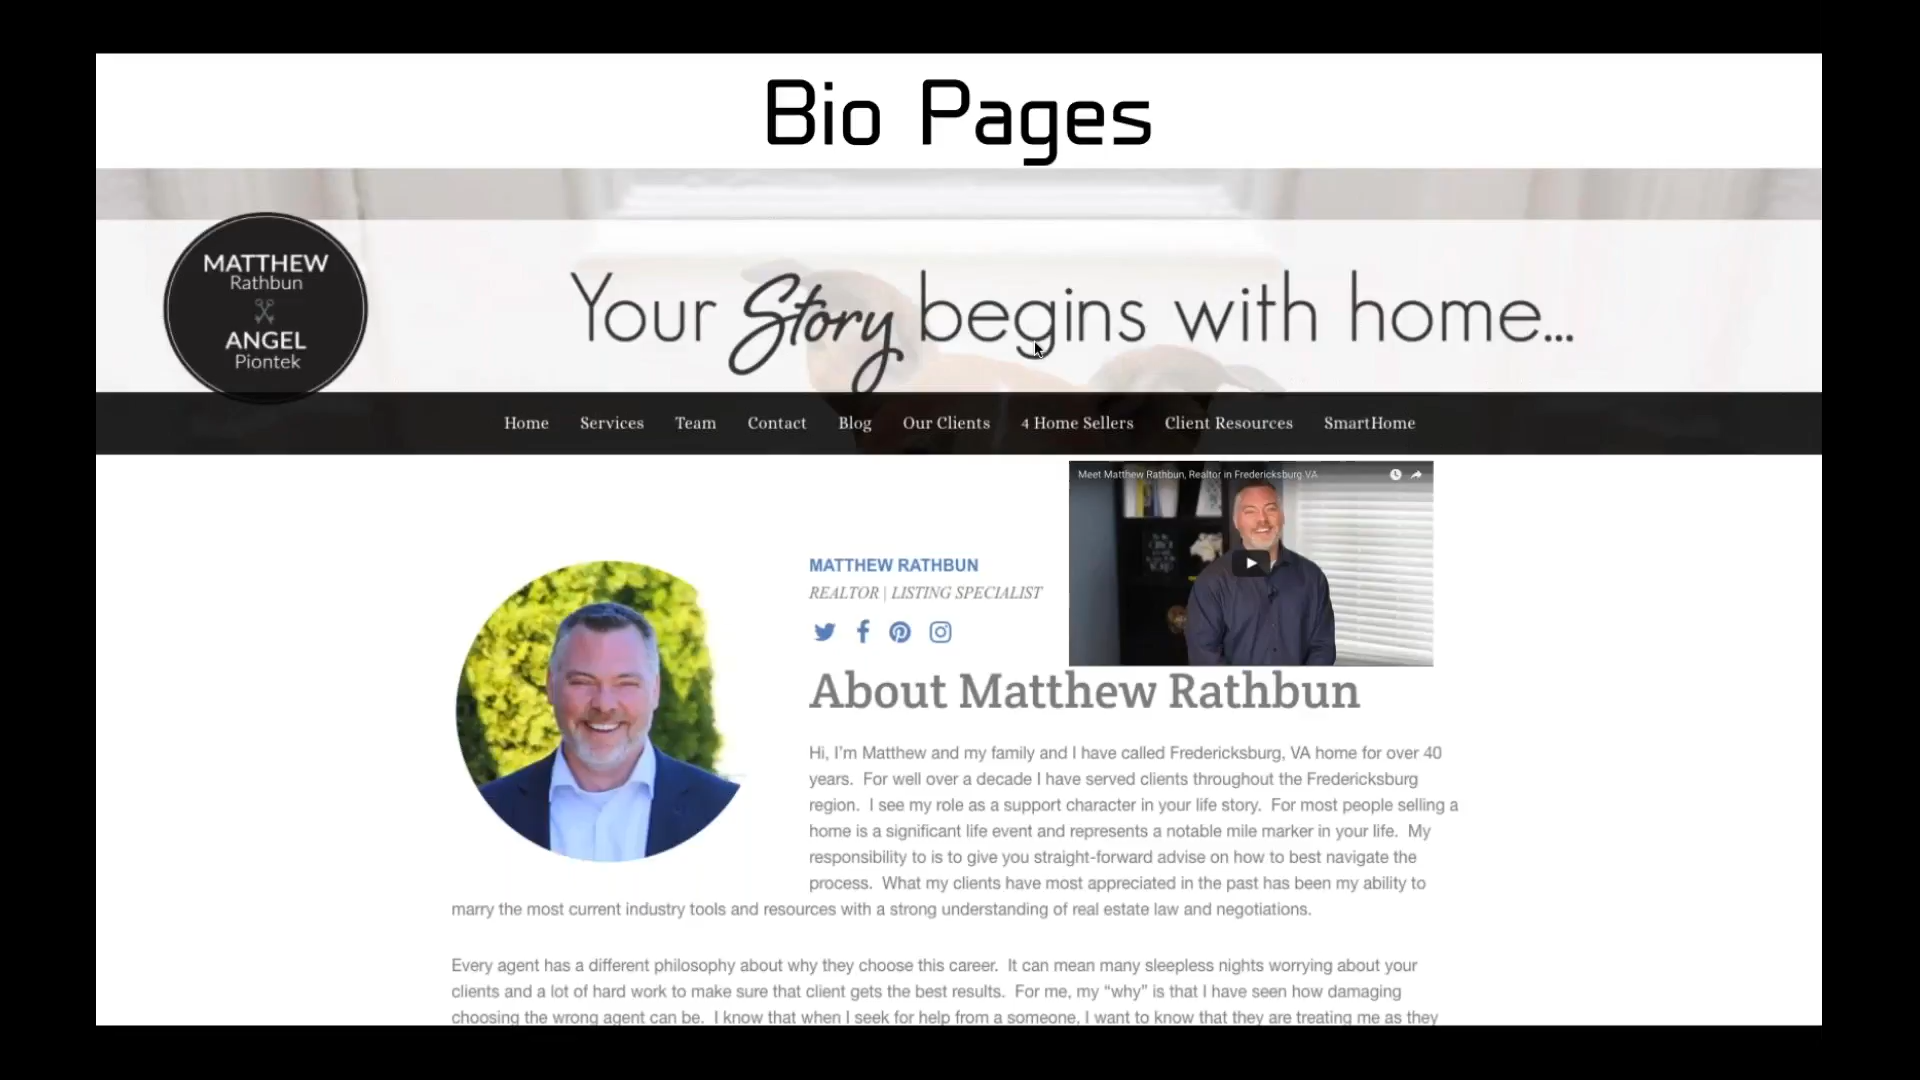 Bio Pages
MATTHEW
Rathbun
ANGEL
Piontek
Your Story begins with home...
Home Services Team Contact Blog Our Clients 4 Home Sellers Client Resources SmartHome
Meet Matthew Rathbun, Realtor in Fredericksburg VA
MATTHEW RATHBUN
REALTOR | LISTING SPECIALIST
About Matthew Rathbun
Hi, I'm Matthew and my family and I have called Fredericksburg, VA home for over 40
years. For well over a decade I have served clients throughout the Fredericksburg
region. I see my role as a support character in your life story. For most people selling a
home is a significant life event and represents a notable mile marker in your life. My
responsibility to is to give you straight-forward advise on how to best navigate the
process. What my clients have most appreciated in the past has been my ability to
marry the most current industry tools and resources with a strong understanding of real estate law and negotiations.
Every agent has a different philosophy about why they choose this career. It can mean many sleepless nights worrying about your
clients and a lot of hard work to make sure that client gets the best results. For me, my “why” is that I have seen how damaging
choosing the wrong agent can be. I know that when I seek for help from a someone, I want to know that they are treating me as they